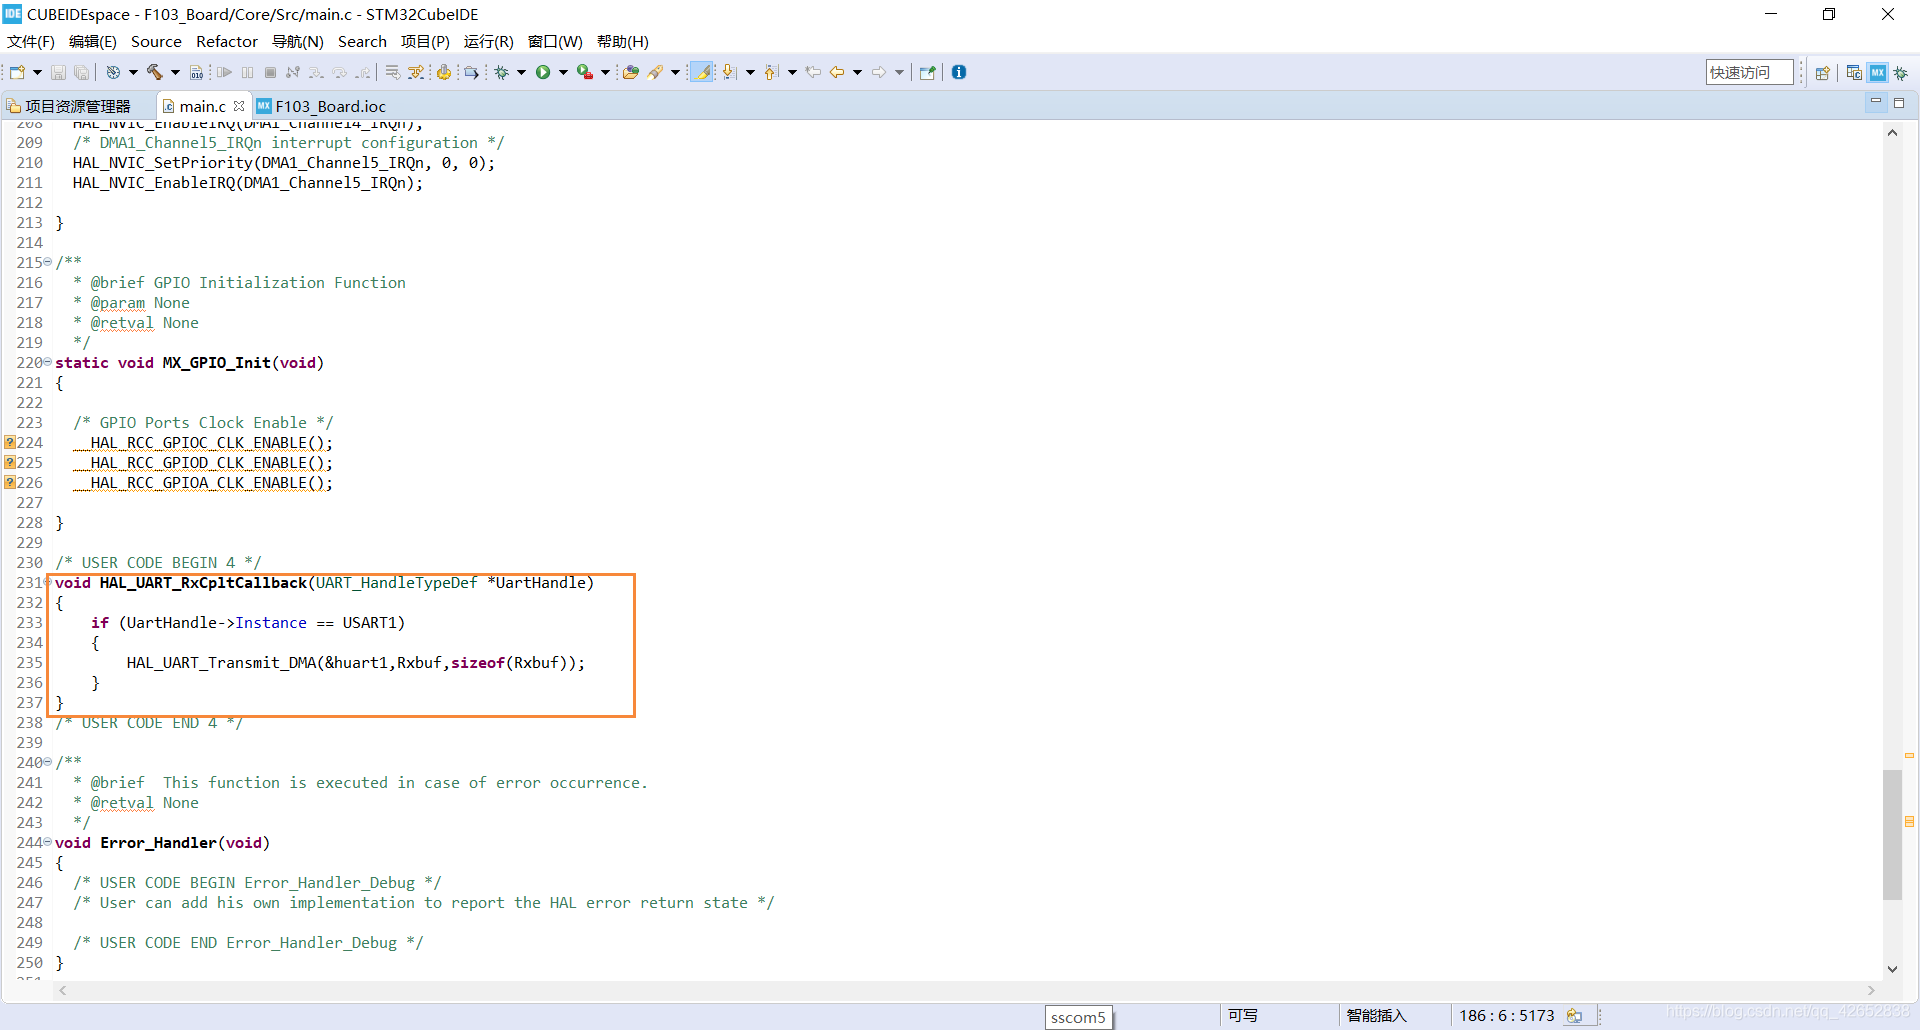 IDE CUBEIDEspace - F103_Board/Core/Src/main.c - STM32CubeIDE
文件(F) 编辑(E) Source Refactor 导航(N) Search 项目(P) 运行(R) 窗口(W) 帮助(H)
快速访问
项目资源管理器 main.c F103_Board.ioc
208 HAL_NVIC_EnableIRQ(DMA1_Channel4_IRQn);
209 /* DMA1_Channel5_IRQn interrupt configuration */
210 HAL_NVIC_SetPriority(DMA1_Channel5_IRQn, 0, 0);
211 HAL_NVIC_EnableIRQ(DMA1_Channel5_IRQn);
212
213 }
214
215 /**
216 * @brief GPIO Initialization Function
217 * @param None
218 * @retval None
219 */
220 static void MX_GPIO_Init(void)
221 {
222
223 /* GPIO Ports Clock Enable */
224 __HAL_RCC_GPIOC_CLK_ENABLE();
225 __HAL_RCC_GPIOD_CLK_ENABLE();
226 __HAL_RCC_GPIOA_CLK_ENABLE();
227
228 }
229
230 /* USER CODE BEGIN 4 */
231 void HAL_UART_RxCpltCallback(UART_HandleTypeDef *UartHandle)
232 {
233 if (UartHandle->Instance == USART1)
234 {
235 HAL_UART_Transmit_DMA(&huart1,Rxbuf,sizeof(Rxbuf));
236 }
237 }
238 /* USER CODE END 4 */
239
240 /**
241 * @brief  This function is executed in case of error occurrence.
242 * @retval None
243 */
244 void Error_Handler(void)
245 {
246 /* USER CODE BEGIN Error_Handler_Debug */
247 /* User can add his own implementation to report the HAL error return state */
248
249 /* USER CODE END Error_Handler_Debug */
250 }
251
sscom5 可写 智能插入 186 : 6 : 5173
https://blog.csdn.net/qq_42652838